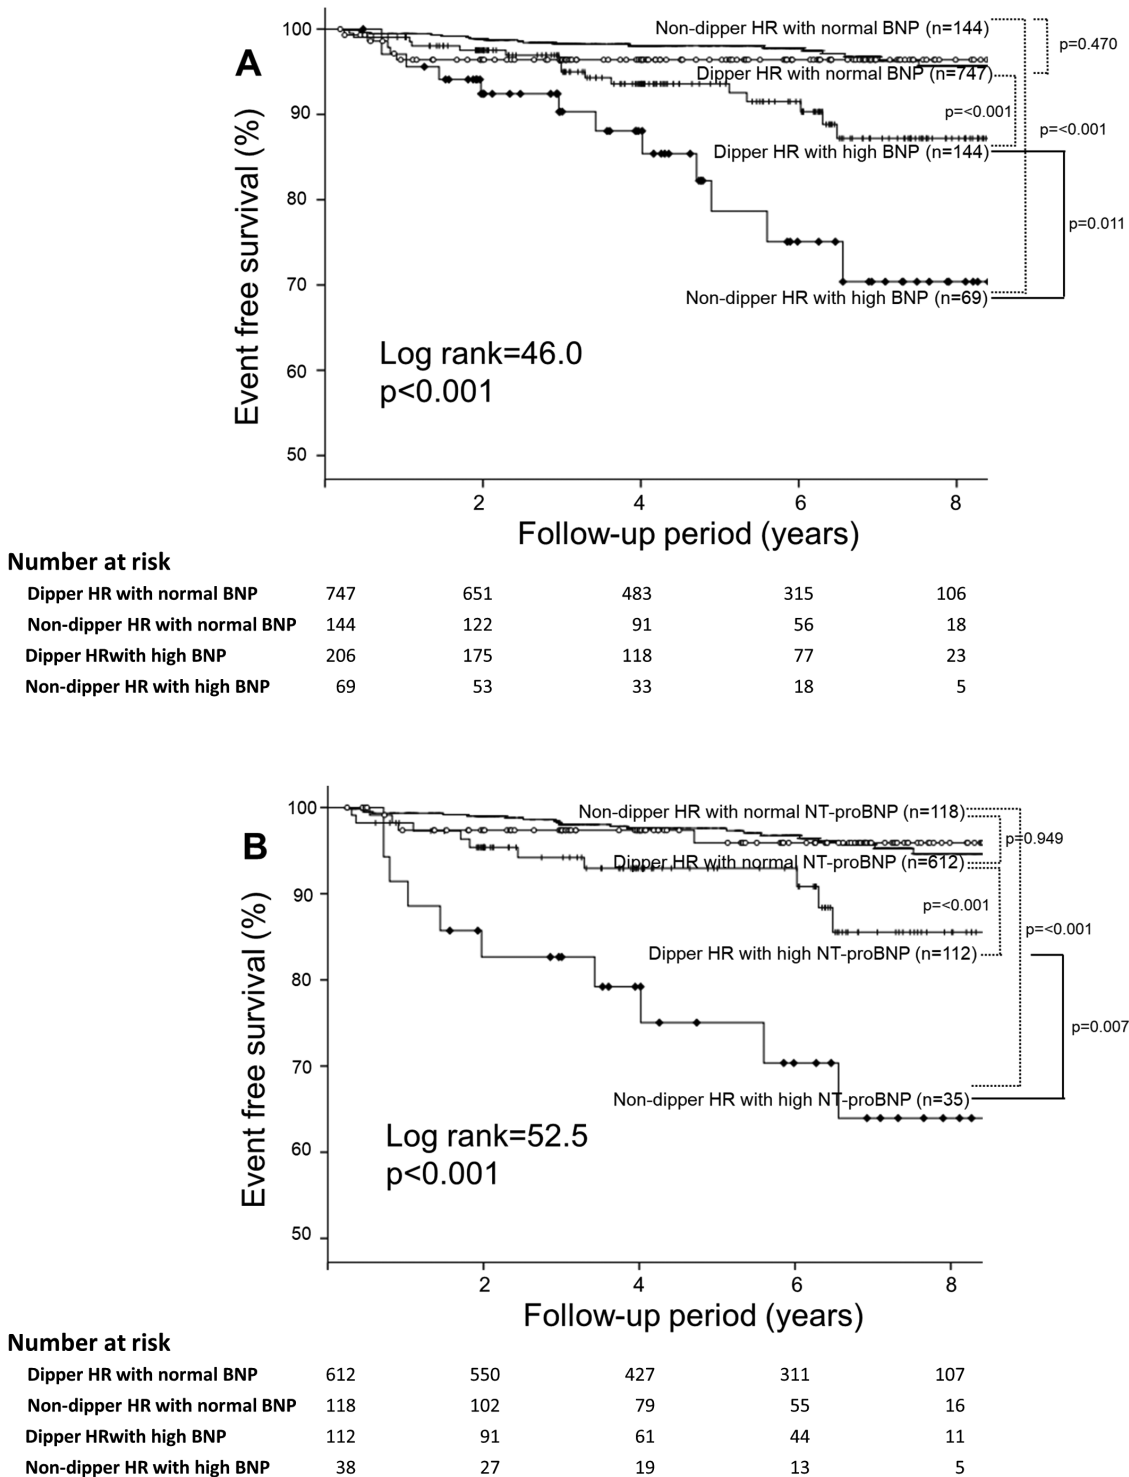 A
Event free survival (%)
100
90
80
70
60
50
Non-dipper HR with normal BNP (n=144)
p=0.470
Dipper HR with normal BNP (n=747)
p=<0.001
p=<0.001
Dipper HR with high BNP (n=144)
p=0.011
Non-dipper HR with high BNP (n=69)
Log rank=46.0
p<0.001
2 4 6 8
Follow-up period (years)
Number at risk
Dipper HR with normal BNP 747 651 483 315 106
Non-dipper HR with normal BNP 144 122 91 56 18
Dipper HRwith high BNP 206 175 118 77 23
Non-dipper HR with high BNP 69 53 33 18 5
B
Event free survival (%)
100
90
80
70
60
50
Non-dipper HR with normal NT-proBNP (n=118)
p=0.949
Dipper HR with normal NT-proBNP (n=612)
p=<0.001
p=<0.001
Dipper HR with high NT-proBNP (n=112)
p=0.007
Non-dipper HR with high NT-proBNP (n=35)
Log rank=52.5
p<0.001
2 4 6 8
Follow-up period (years)
Number at risk
Dipper HR with normal BNP 612 550 427 311 107
Non-dipper HR with normal BNP 118 102 79 55 16
Dipper HRwith high BNP 112 91 61 44 11
Non-dipper HR with high BNP 38 27 19 13 5